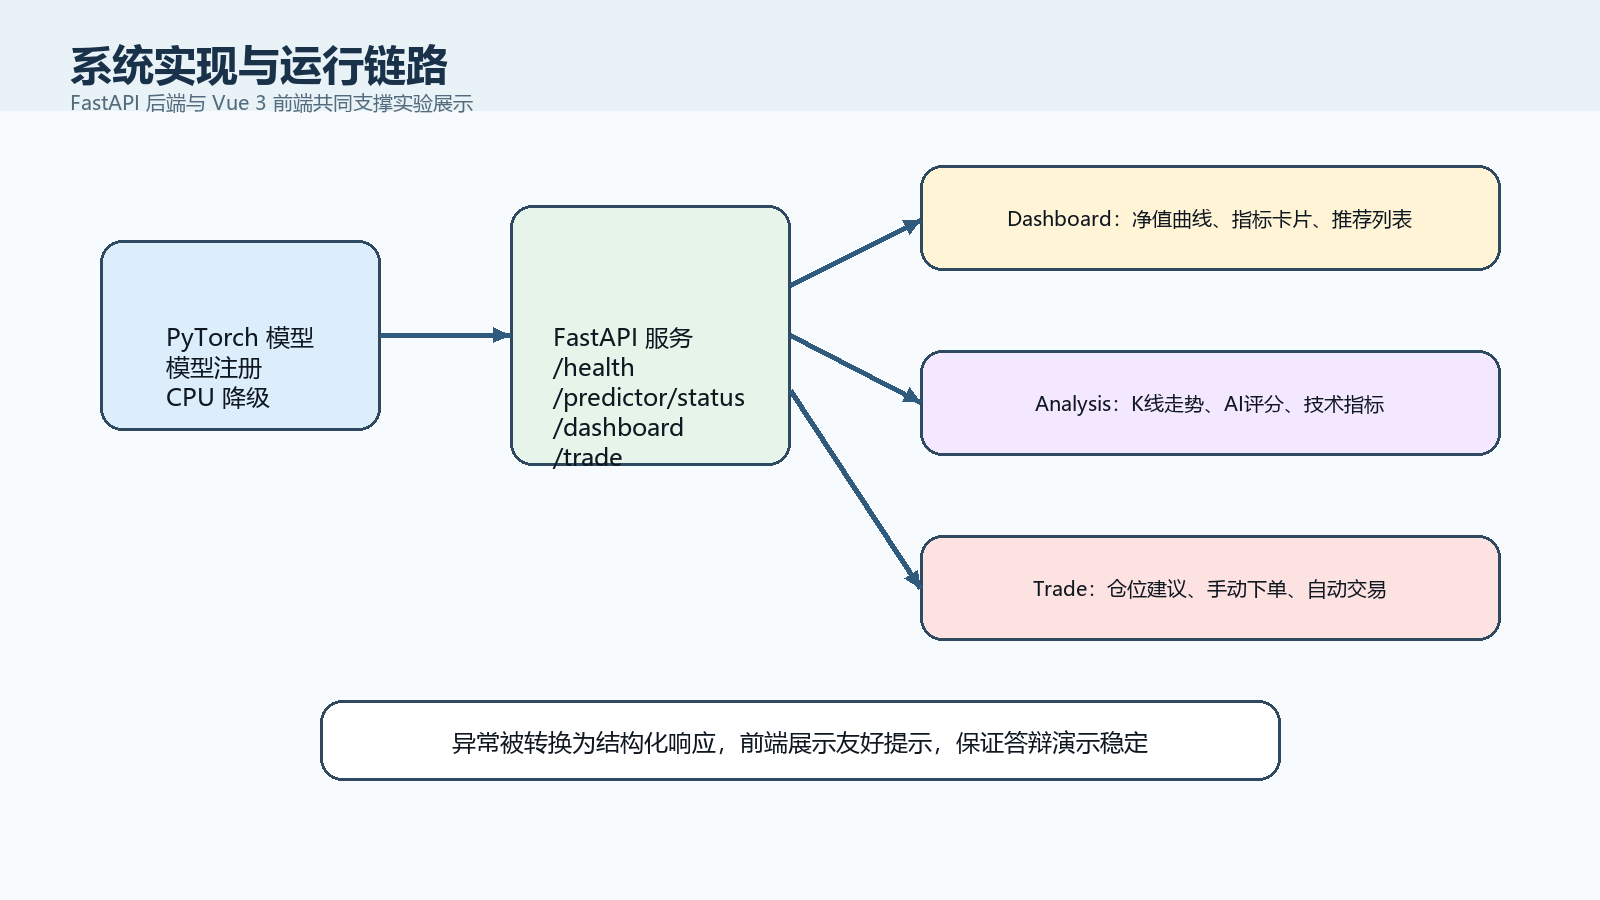 系统实现与运行链路
FastAPI 后端与 Vue 3 前端共同支撑实验展示
PyTorch 模型
模型注册
CPU 降级
FastAPI 服务
/health
/predictor/status
/dashboard
/trade
Dashboard：净值曲线、指标卡片、推荐列表
Analysis：K线走势、AI评分、技术指标
Trade：仓位建议、手动下单、自动交易
异常被转换为结构化响应，前端展示友好提示，保证答辩演示稳定